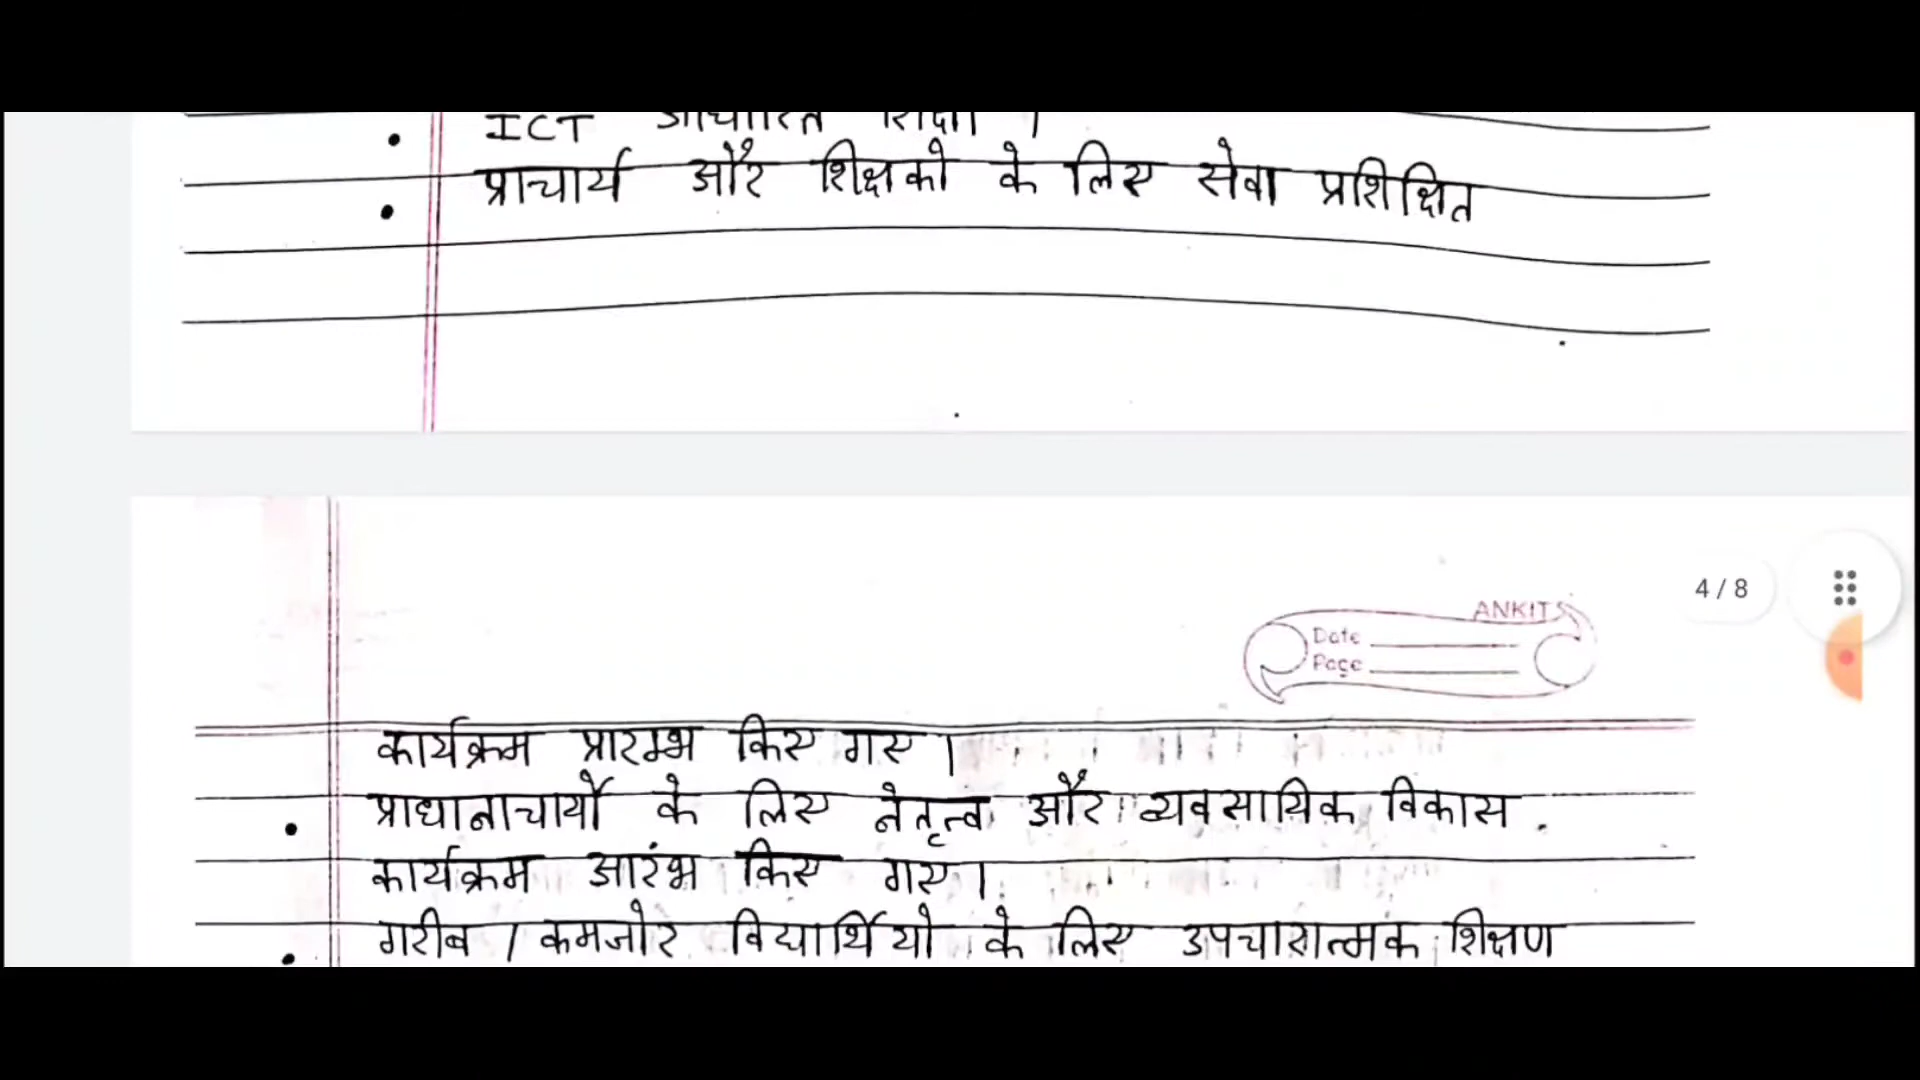 ICT आधारित शिक्षा ।
• प्राचार्य और शिक्षको के लिए सेवा प्रशिक्षित
4 / 8
ANKIT
Date
Page
कार्यक्रम प्रारम्भ किए गए ।
• प्राधानाचार्यो के लिए नेतृत्व और व्यवसायिक विकास
कार्यक्रम आरंभ किए गए।
• गरीब / कमजोर विद्यार्थियो के लिए उपचारात्मक शिक्षण